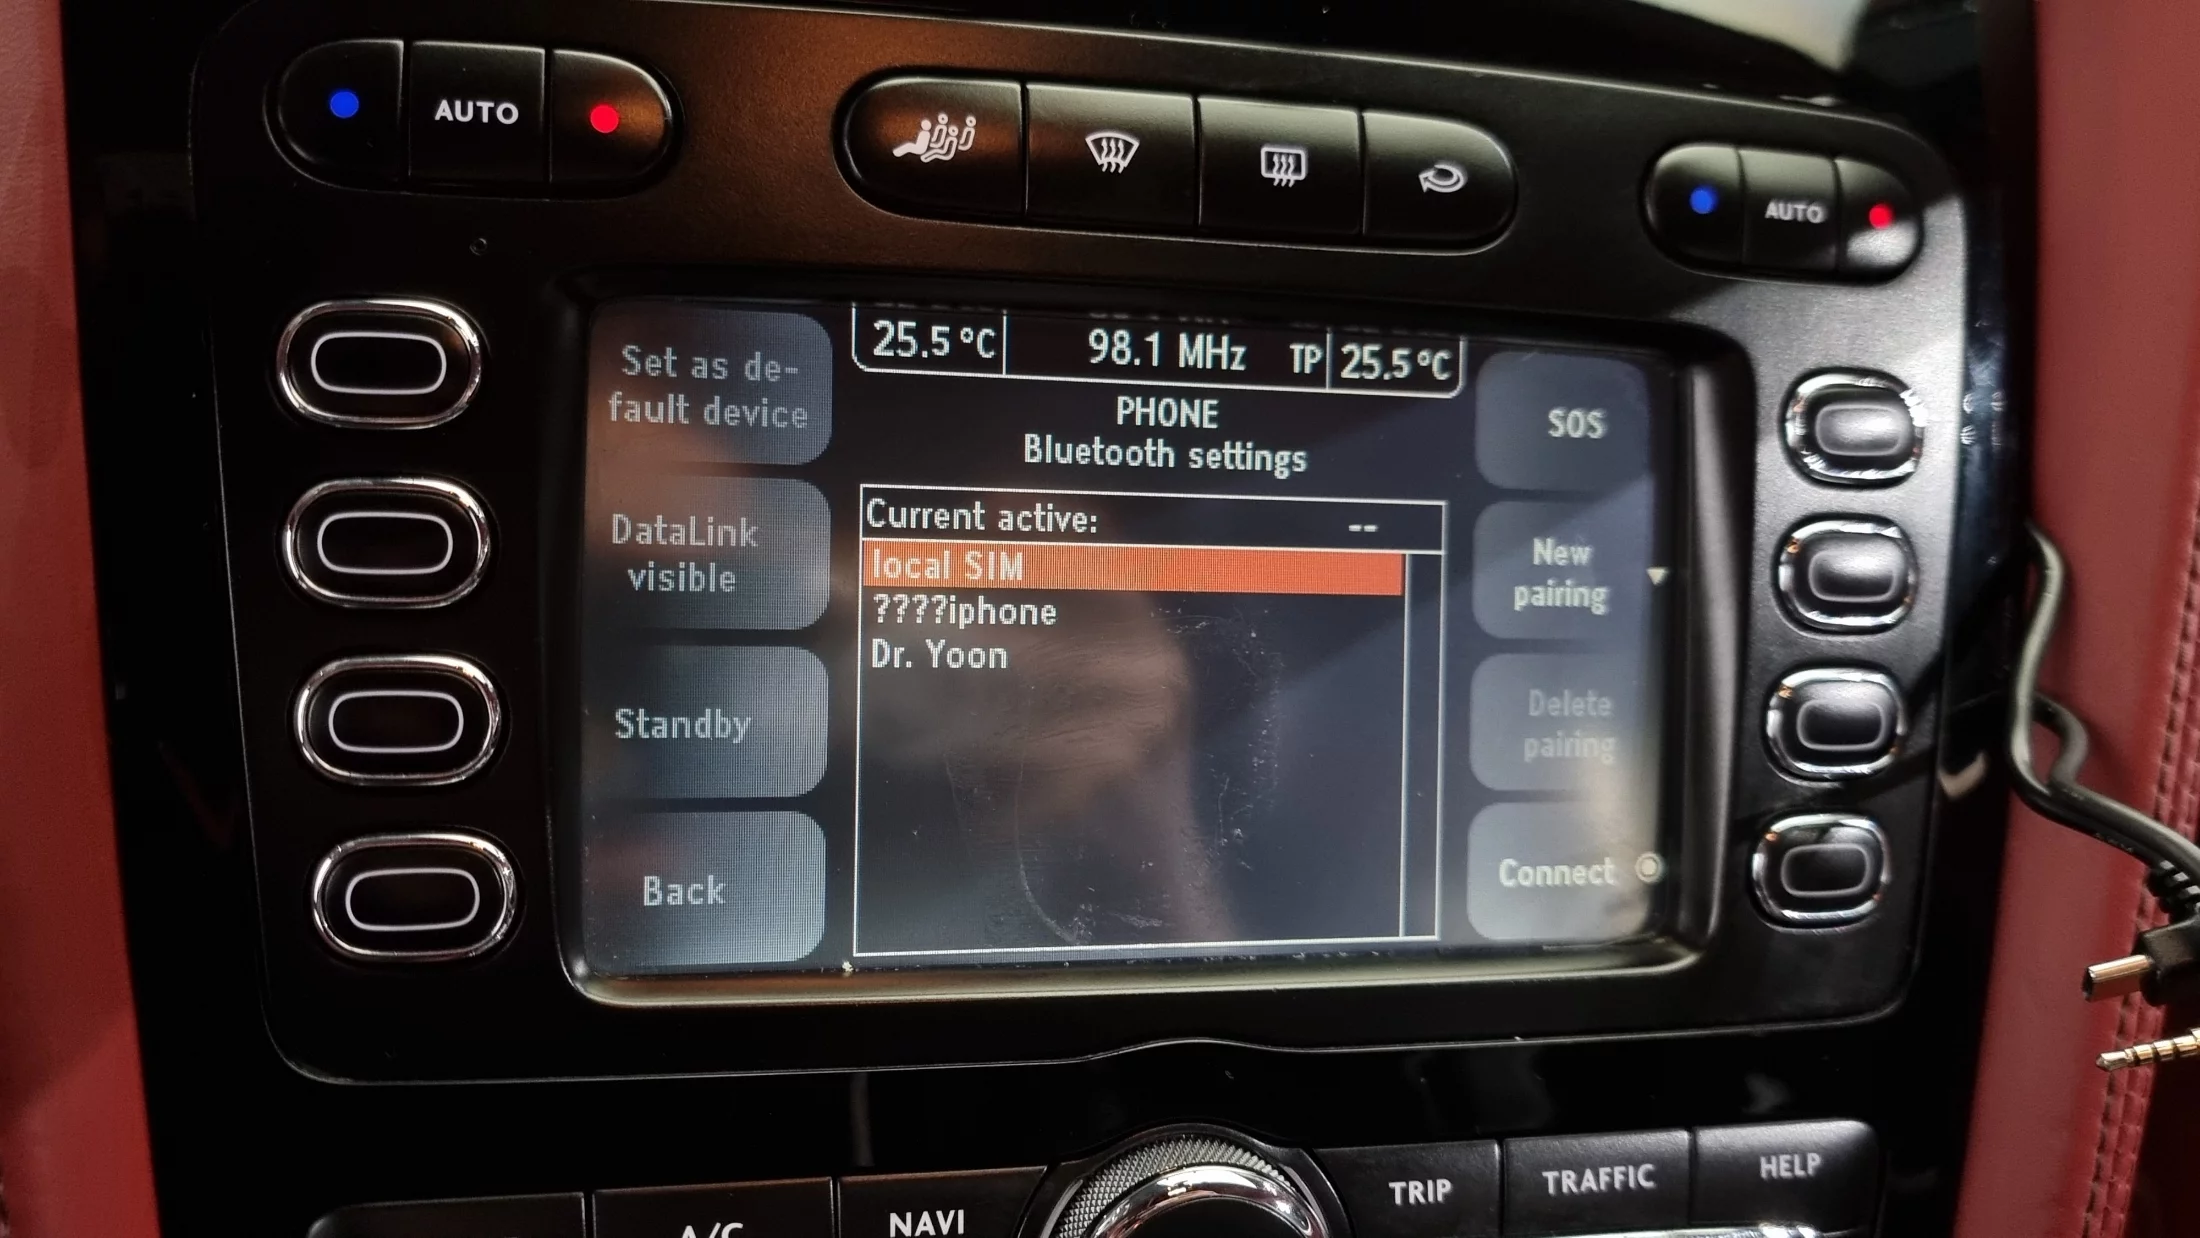 AUTO
AUTO
Set as de-
fault device
25.5 °C
98.1 MHz
TP
25.5 °C
SOS
PHONE
Bluetooth settings
Current active: --
local SIM
????iphone
Dr. Yoon
DataLink
visible
New
pairing
Standby
Delete
pairing
Back
Connect
A/C
NAVI
TRIP
TRAFFIC
HELP